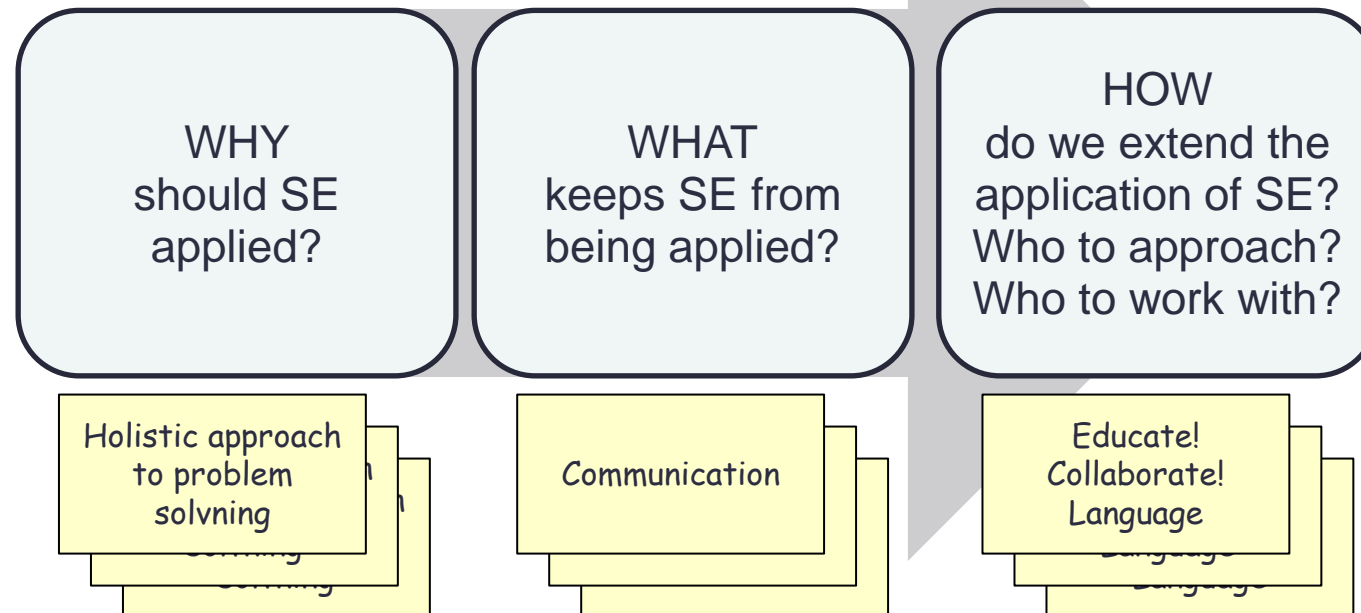 WHY
should SE
applied?
WHAT
keeps SE from
being applied?
HOW
do we extend the
application of SE?
Who to approach?
Who to work with?
Holistic approach
to problem
solvning
Communication
Educate!
Collaborate!
Language